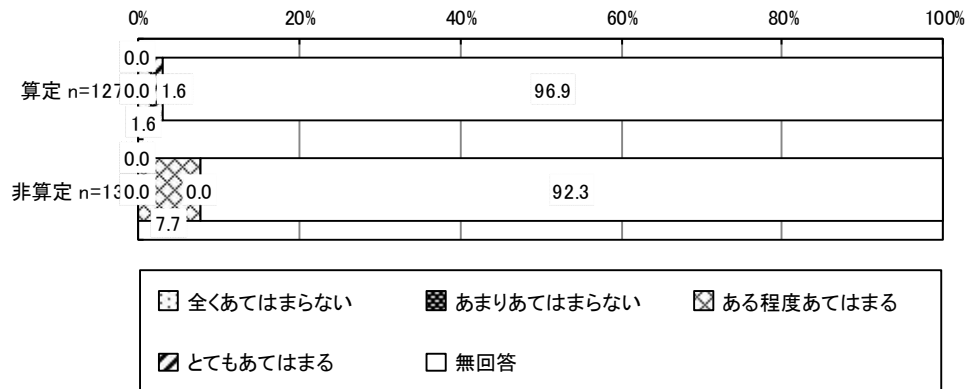 0% 20% 40% 60% 80% 100%
0.0
算定 n=127 0.0 1.6 96.9
1.6
0.0
非算定 n=13 0.0 0.0 92.3
7.7
全くあてはまらない あまりあてはまらない ある程度あてはまる
とてもあてはまる 無回答